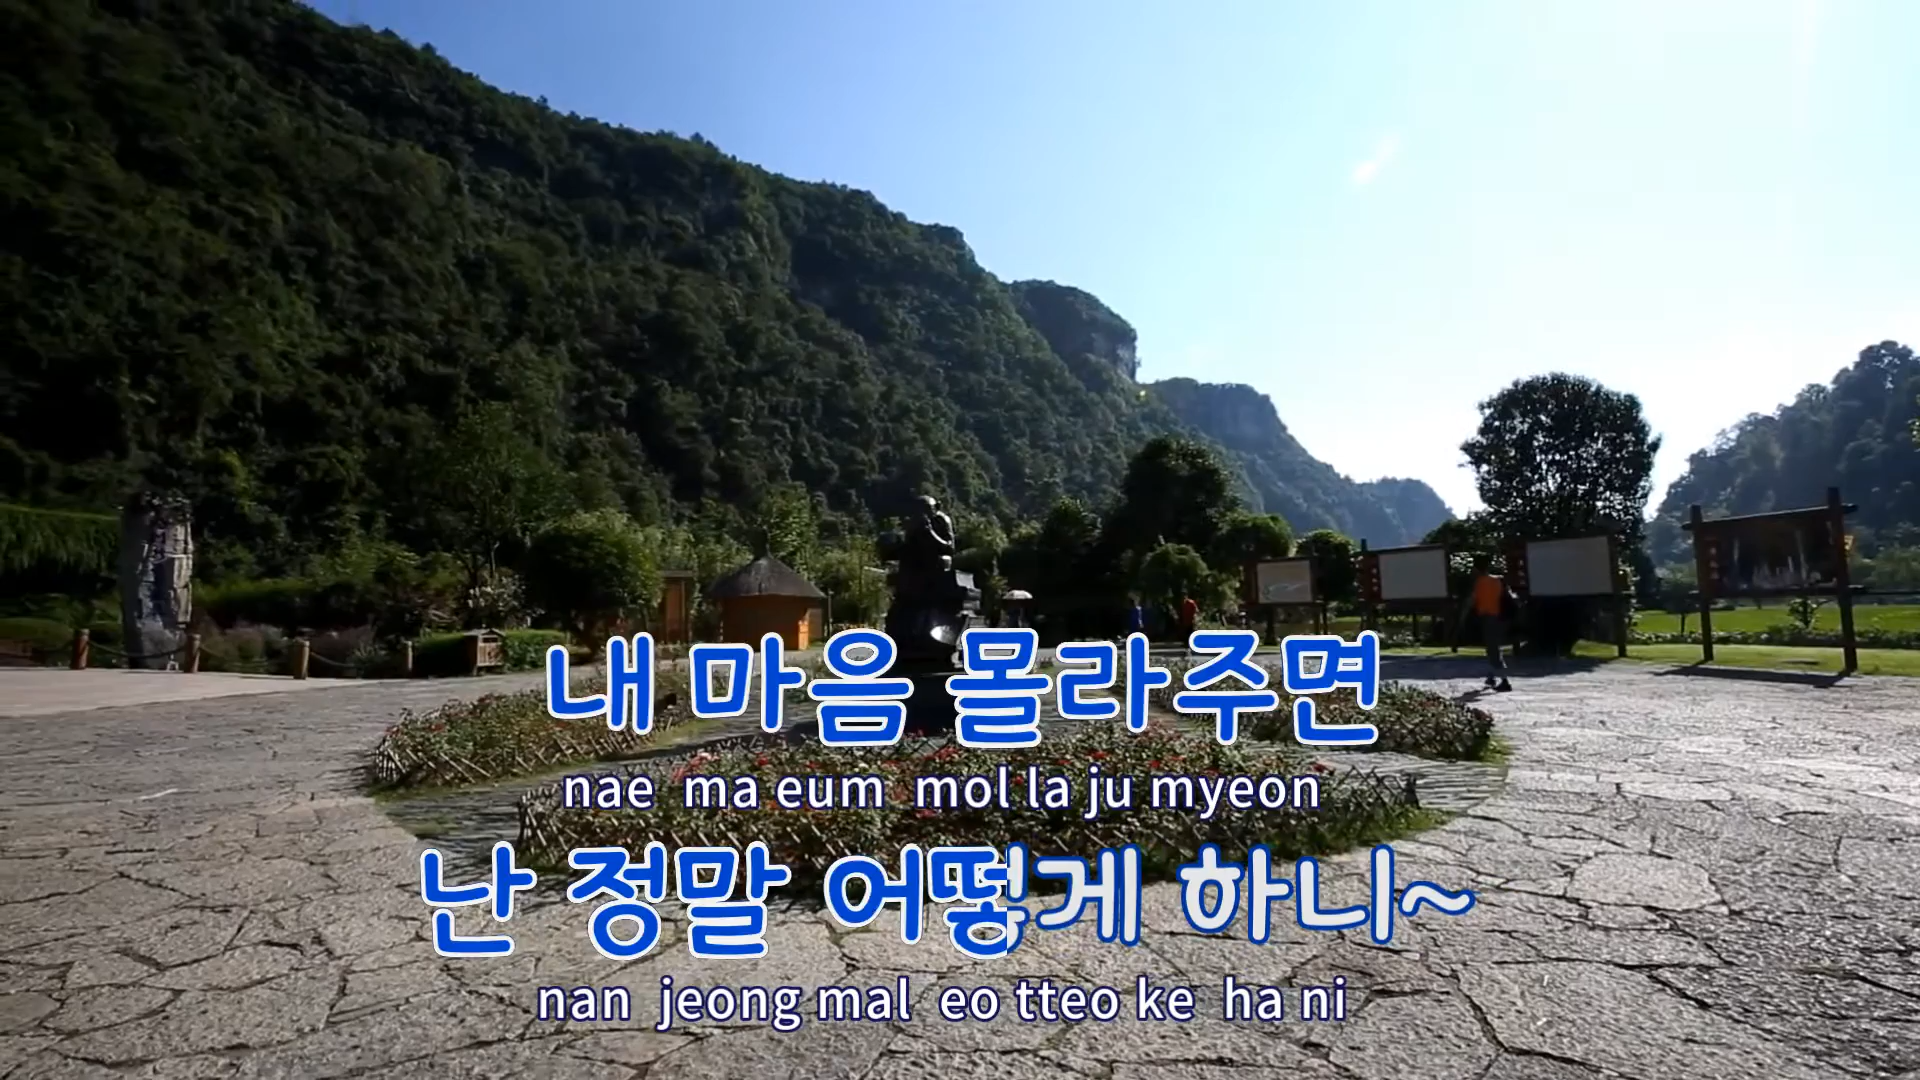 내 마음 몰라주면
nae ma eum mol la ju myeon
난 정말 어떻게 하니~
nan jeong mal eo tteo ke ha ni